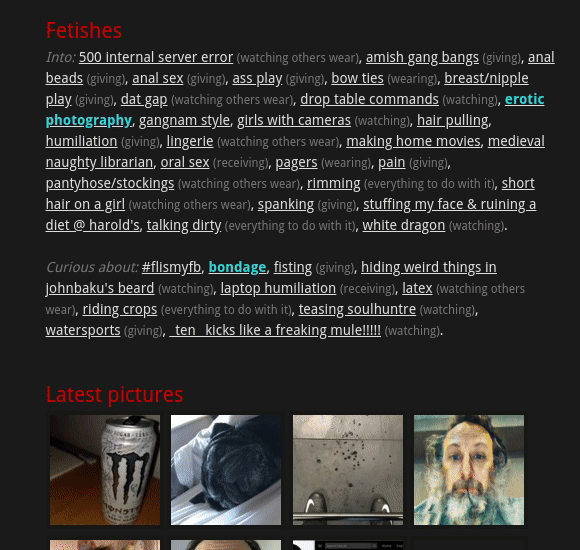 Fetishes
Into: 500 internal server error (watching others wear), amish gang bangs (giving), anal
beads (giving), anal sex (giving), ass play (giving), bow ties (wearing), breast/nipple
play (giving), dat gap (watching others wear), drop table commands (watching), erotic
photography, gangnam style, girls with cameras (watching), hair pulling,
humiliation (giving), lingerie (watching others wear), making home movies, medieval
naughty librarian, oral sex (receiving), pagers (wearing), pain (giving),
pantyhose/stockings (watching others wear), rimming (everything to do with it), short
hair on a girl (watching others wear), spanking (giving), stuffing my face & ruining a
diet @ harold's, talking dirty (everything to do with it), white dragon (watching).
Curious about: #flismyfb, bondage, fisting (giving), hiding weird things in
johnbaku's beard (watching), laptop humiliation (receiving), latex (watching others
wear), riding crops (everything to do with it), teasing soulhuntre (watching),
watersports (giving), _ten_ kicks like a freaking mule!!!!! (watching).
Latest pictures